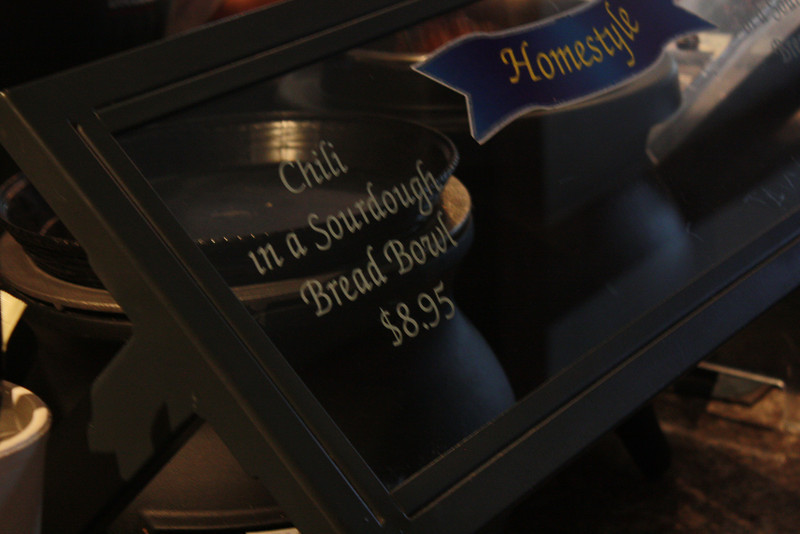 Homestyle
Chili
in a Sourdough
Bread Bowl
$8.95